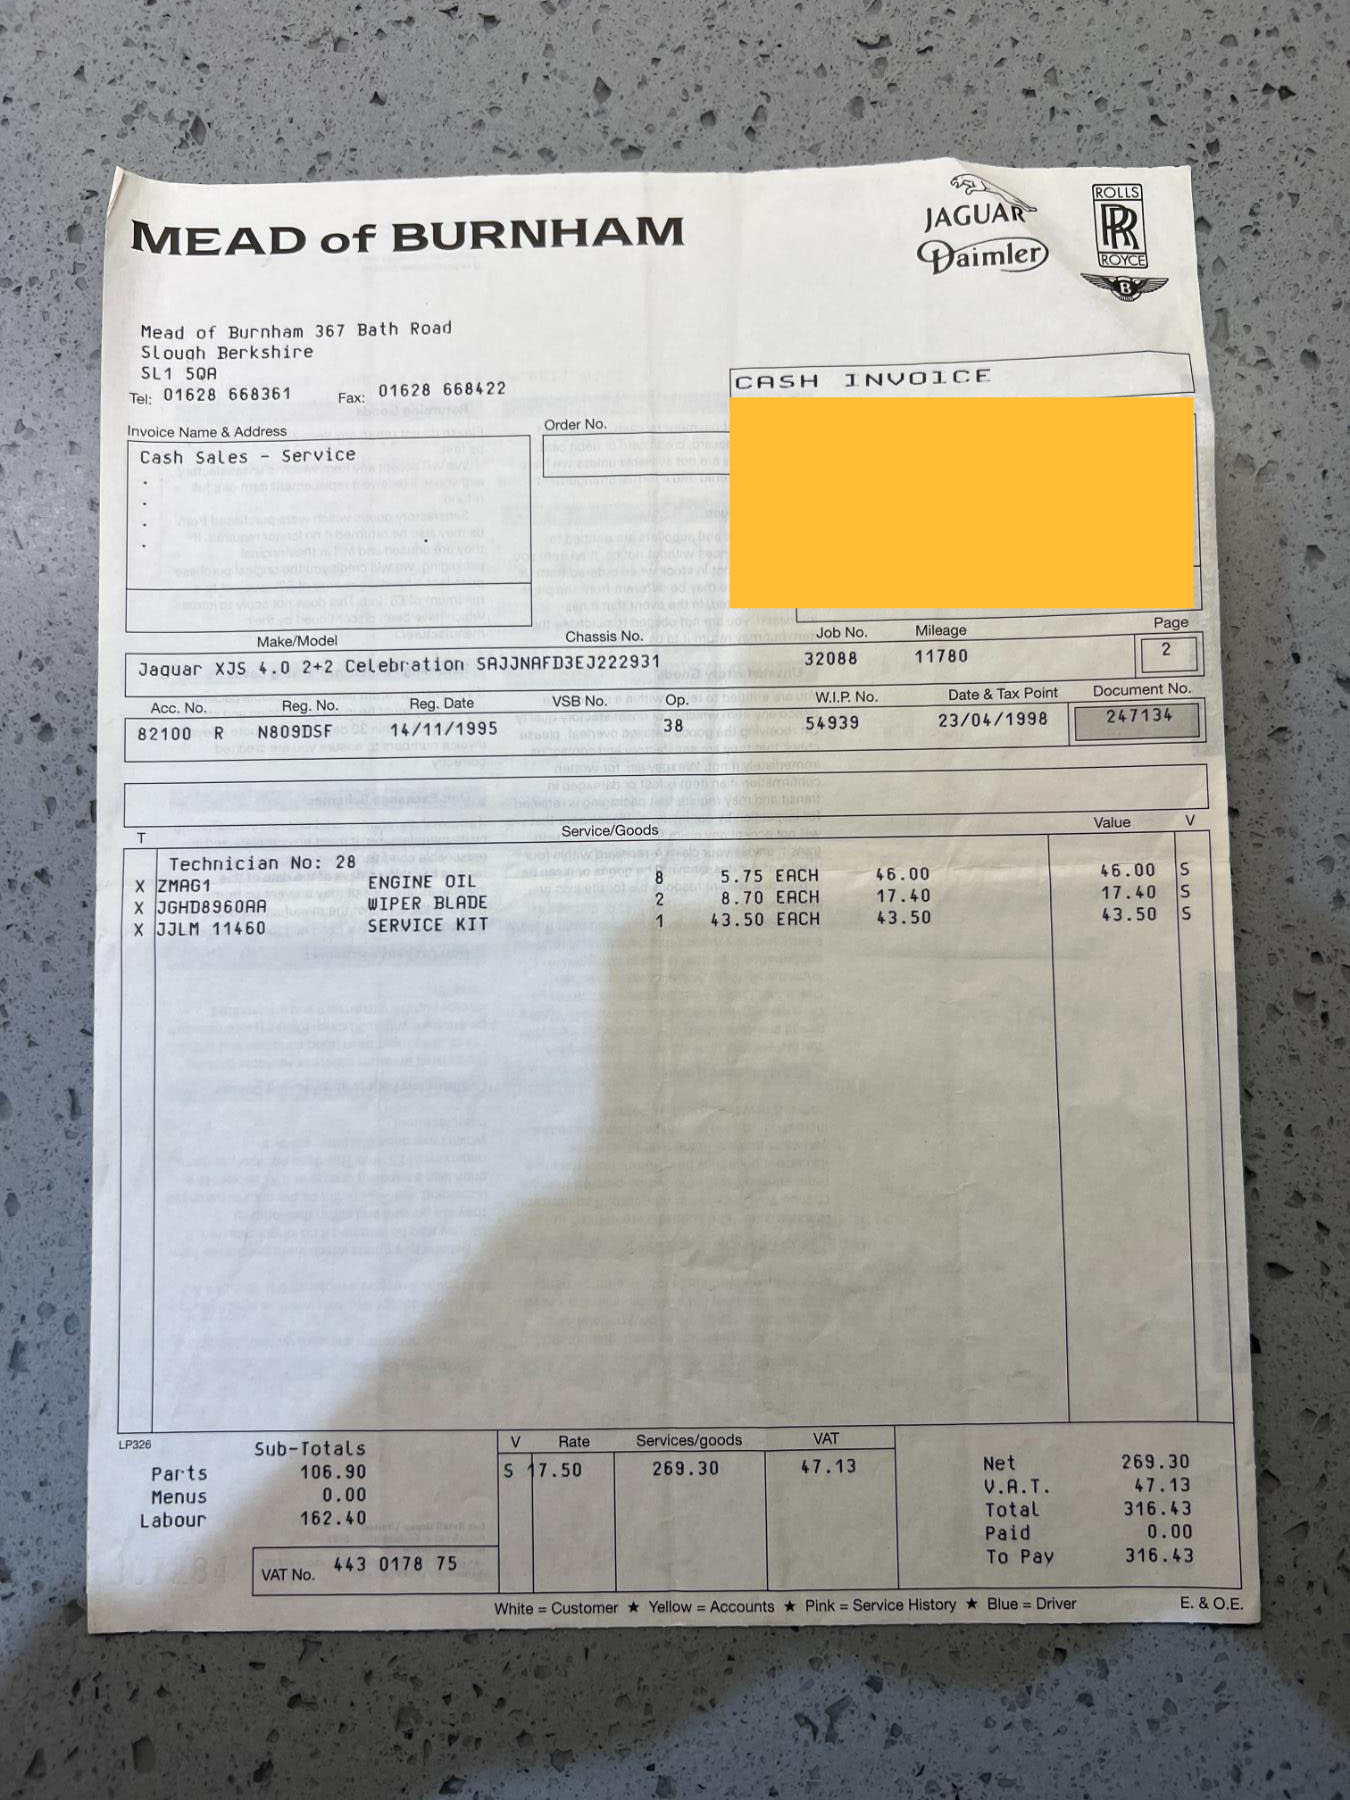 MEAD of BURNHAM
JAGUAR
Daimler
ROLLS
RR
ROYCE
B
Mead of Burnham 367 Bath Road
Slough Berkshire
SL1 5QA
Tel: 01628 668361 Fax: 01628 668422
CASH INVOICE
Invoice Name & Address
Order No.
Cash Sales - Service
Make/Model Chassis No. Job No. Mileage Page
Jaguar XJS 4.0 2+2 Celebration SAJJNAFD3EJ222931 32088 11780 2
Acc. No. Reg. No. Reg. Date VSB No. Op. W.I.P. No. Date & Tax Point Document No.
82100 R N809DSF 14/11/1995 38 54939 23/04/1998 247134
T Service/Goods Value V
Technician No: 28
X ZMAG1 ENGINE OIL 8 5.75 EACH 46.00 46.00 S
X JGHD8960AA WIPER BLADE 2 8.70 EACH 17.40 17.40 S
X JJLM 11460 SERVICE KIT 1 43.50 EACH 43.50 43.50 S
LP326
Sub-Totals
Parts 106.90
Menus 0.00
Labour 162.40
VAT No. 443 0178 75
V Rate Services/goods VAT
S 17.50 269.30 47.13
Net 269.30
V.A.T. 47.13
Total 316.43
Paid 0.00
To Pay 316.43
White = Customer ★ Yellow = Accounts ★ Pink = Service History ★ Blue = Driver
E. & O.E.